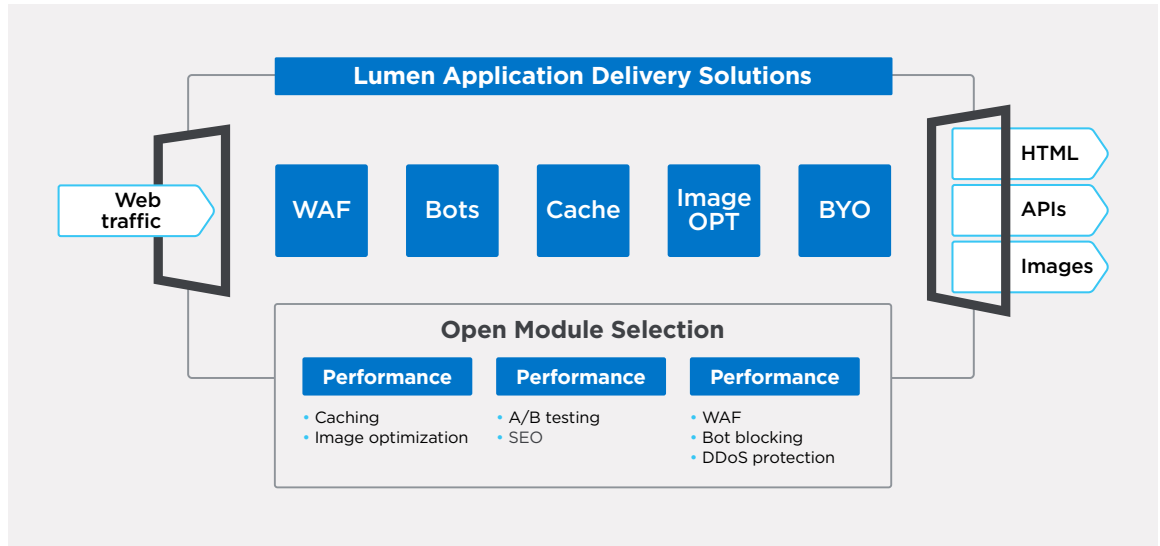 Lumen Application Delivery Solutions
Web
traffic
WAF
Bots
Cache
Image
OPT
BYO
HTML
APIs
Images
Open Module Selection
Performance
• Caching
• Image optimization
Performance
• A/B testing
• SEO
Performance
• WAF
• Bot blocking
• DDoS protection